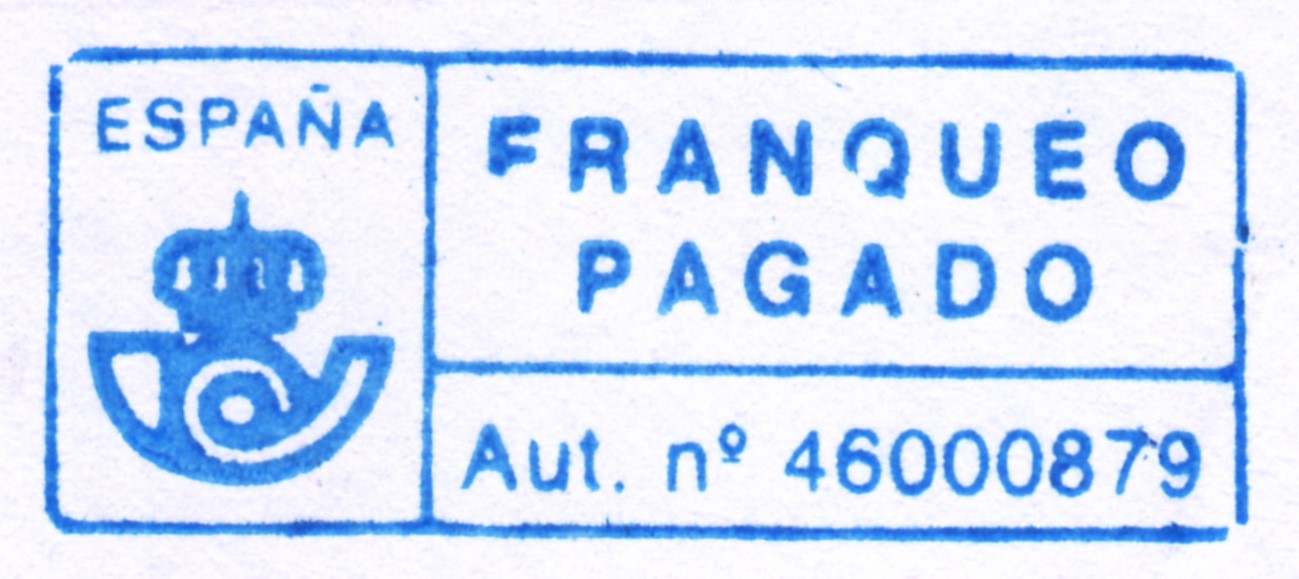 ESPAÑA
FRANQUEO
PAGADO
Aut. nº 46000879